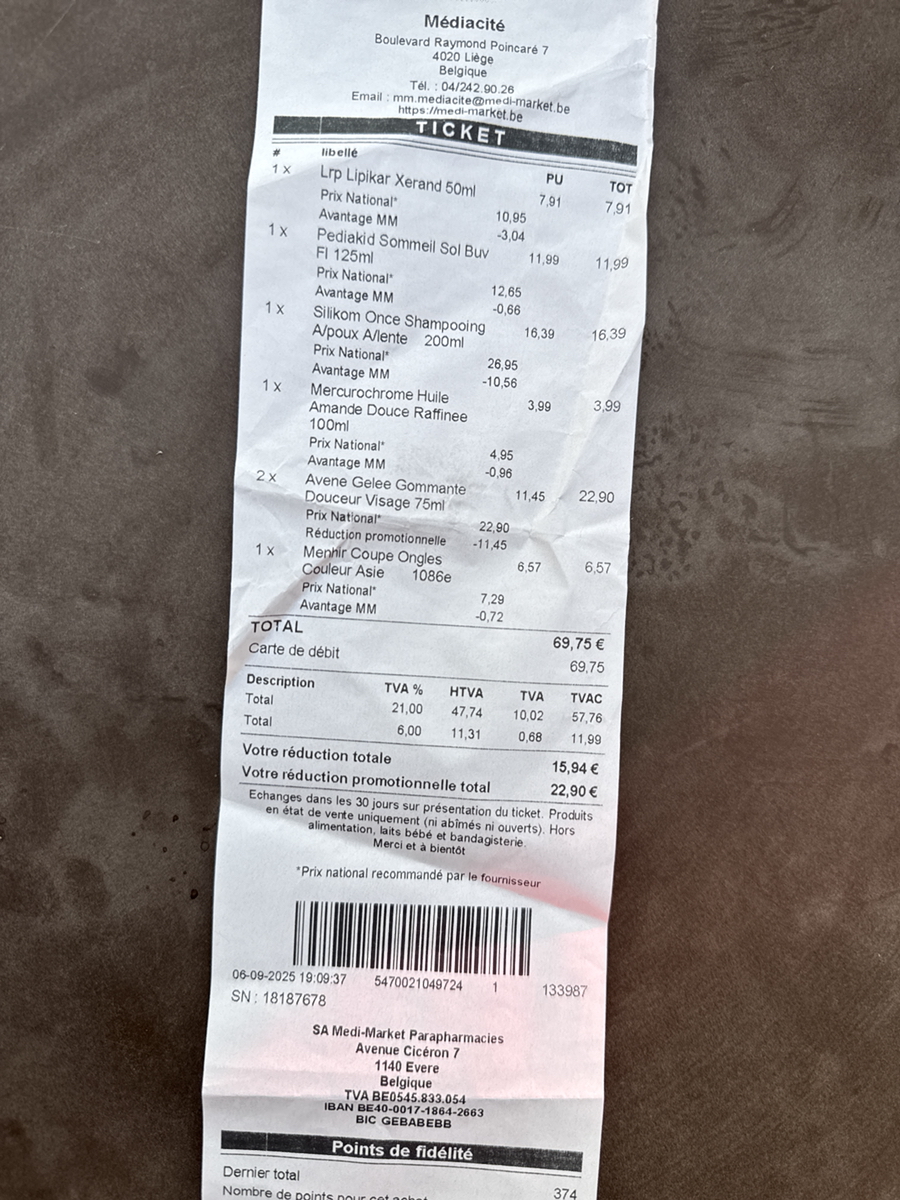 Médiacité
Boulevard Raymond Poincaré 7
4020 Liège
Belgique
Tél. : 04/242.90.26
Email : mm.mediacite@medi-market.be
https://medi-market.be
TICKET
# libellé PU TOT
1 x Lrp Lipikar Xerand 50ml 7,91 7,91
Prix National* 10,95
Avantage MM -3,04
1 x Pediakid Sommeil Sol Buv 11,99 11,99
Fl 125ml
Prix National* 12,65
Avantage MM -0,66
1 x Silikom Once Shampooing 16,39 16,39
A/poux A/lente 200ml
Prix National* 26,95
Avantage MM -10,56
1 x Mercurochrome Huile 3,99 3,99
Amande Douce Raffinee
100ml
Prix National* 4,95
Avantage MM -0,96
2 x Avene Gelee Gommante 11,45 22,90
Douceur Visage 75ml
Prix National* 22,90
Réduction promotionnelle -11,45
1 x Menhir Coupe Ongles 6,57 6,57
Couleur Asie 1086e
Prix National* 7,29
Avantage MM -0,72
TOTAL 69,75 €
Carte de débit 69,75
Description TVA % HTVA TVA TVAC
Total 21,00 47,74 10,02 57,76
Total 6,00 11,31 0,68 11,99
Votre réduction totale 15,94 €
Votre réduction promotionnelle total 22,90 €
Echanges dans les 30 jours sur présentation du ticket. Produits
en état de vente uniquement (ni abîmés ni ouverts). Hors
alimentation, laits bébé et bandagisterie.
Merci et à bientôt
*Prix national recommandé par le fournisseur
06-09-2025 19:09:37 5470021049724 1 133987
SN : 18187678
SA Medi-Market Parapharmacies
Avenue Cicéron 7
1140 Evere
Belgique
TVA BE0545.833.054
IBAN BE40-0017-1864-2663
BIC GEBABEBB
Points de fidélité
Dernier total 374
Nombre de points pour cet achat